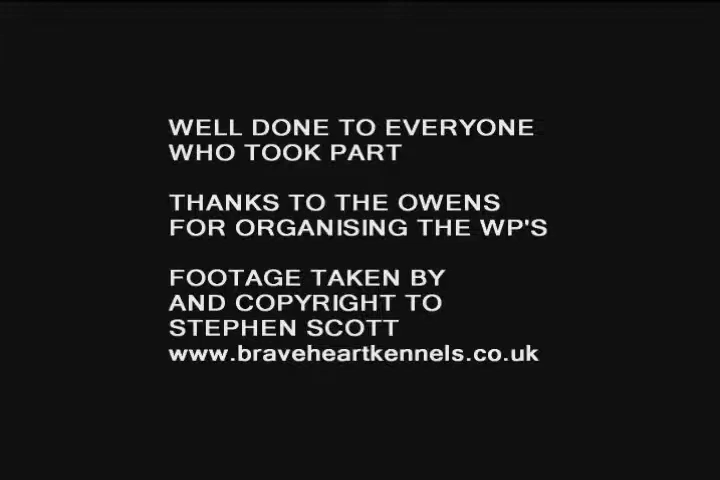 WELL DONE TO EVERYONE
WHO TOOK PART
THANKS TO THE OWENS
FOR ORGANISING THE WP'S
FOOTAGE TAKEN BY
AND COPYRIGHT TO
STEPHEN SCOTT
www.braveheartkennels.co.uk